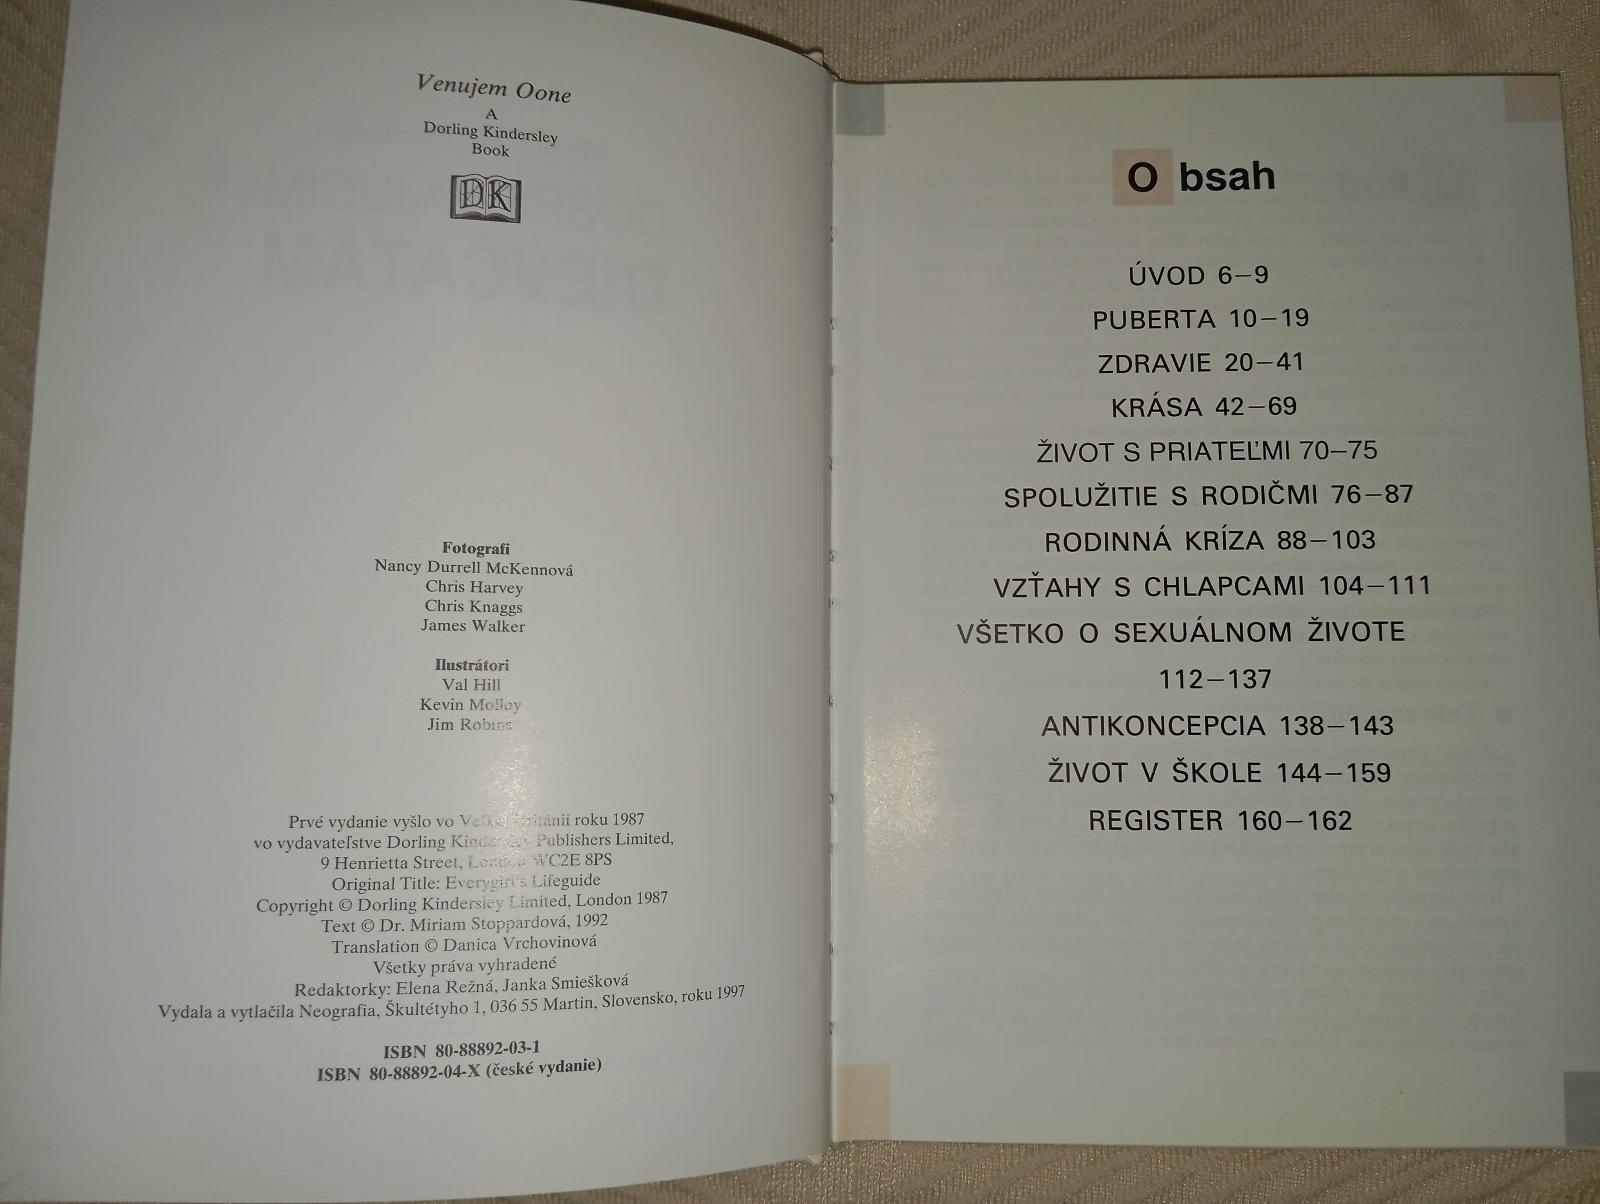 Venujem Oone
A
Dorling Kindersley
Book
DK
Fotografi
Nancy Durrell McKennová
Chris Harvey
Chris Knaggs
James Walker
Ilustrátori
Val Hill
Kevin Molloy
Jim Robins
Prvé vydanie vyšlo vo Veľkej Británii roku 1987
vo vydavateľstve Dorling Kindersley Publishers Limited,
9 Henrietta Street, London WC2E 8PS
Original Title: Everygirl's Lifeguide
Copyright © Dorling Kindersley Limited, London 1987
Text © Dr. Miriam Stoppardová, 1992
Translation © Danica Vrchovinová
Všetky práva vyhradené
Redaktorky: Elena Režná, Janka Smiešková
Vydala a vytlačila Neografia, Škultétyho 1, 036 55 Martin, Slovensko, roku 1997
ISBN 80-88892-03-1
ISBN 80-88892-04-X (české vydanie)
Obsah
ÚVOD 6–9
PUBERTA 10–19
ZDRAVIE 20–41
KRÁSA 42–69
ŽIVOT S PRIATEĽMI 70–75
SPOLUŽITIE S RODIČMI 76–87
RODINNÁ KRÍZA 88–103
VZŤAHY S CHLAPCAMI 104–111
VŠETKO O SEXUÁLNOM ŽIVOTE
112–137
ANTIKONCEPCIA 138–143
ŽIVOT V ŠKOLE 144–159
REGISTER 160–162